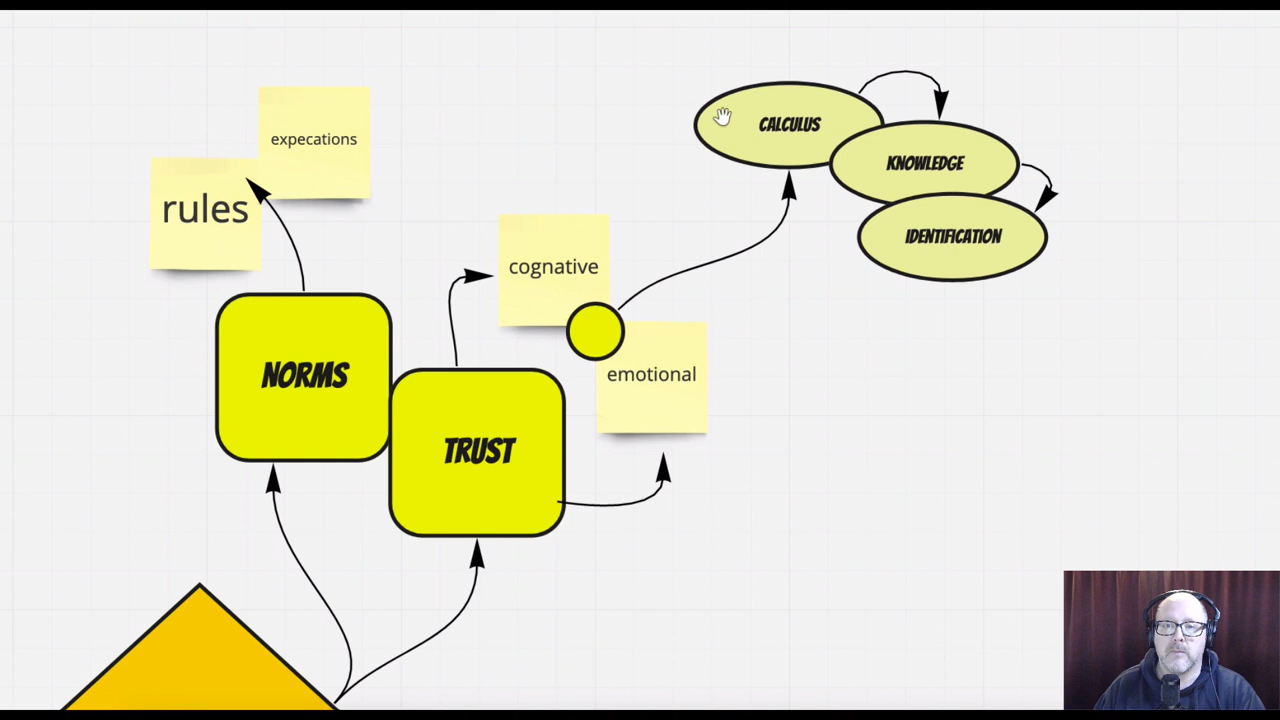 expecations
rules
NORMS
TRUST
cognative
emotional
CALCULUS
KNOWLEDGE
IDENTIFICATION